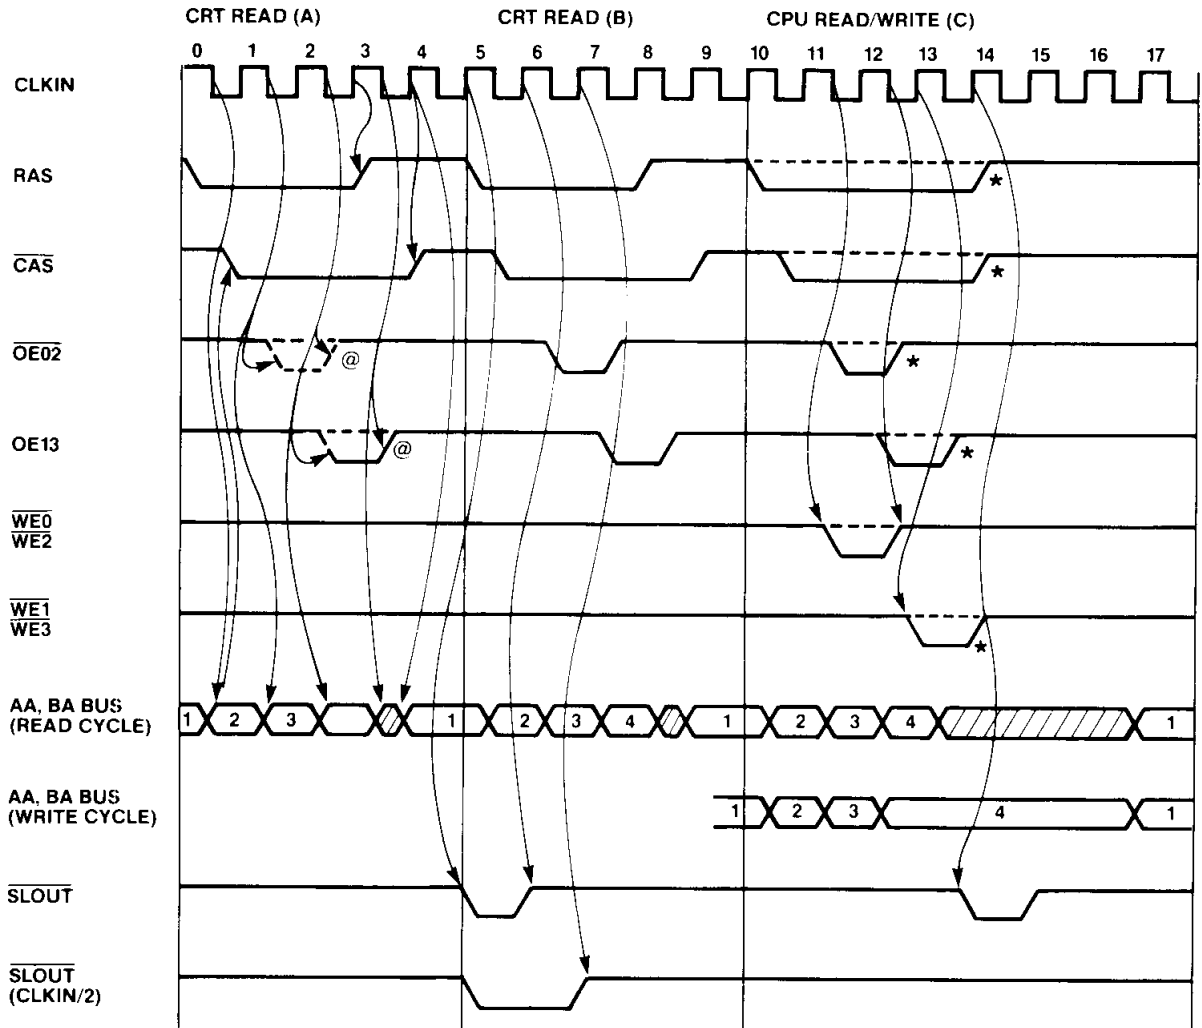 CRT READ (A) CRT READ (B) CPU READ/WRITE (C)
0 1 2 3 4 5 6 7 8 9 10 11 12 13 14 15 16 17
CLKIN
RAS *
CAS *
OE02 @ *
OE13 @ *
WE0
WE2
WE1
WE3 *
AA, BA BUS
(READ CYCLE) 1 2 3 1 2 3 4 1 2 3 4 1
AA, BA BUS
(WRITE CYCLE) 1 2 3 4 1
SLOUT
SLOUT
(CLKIN/2)